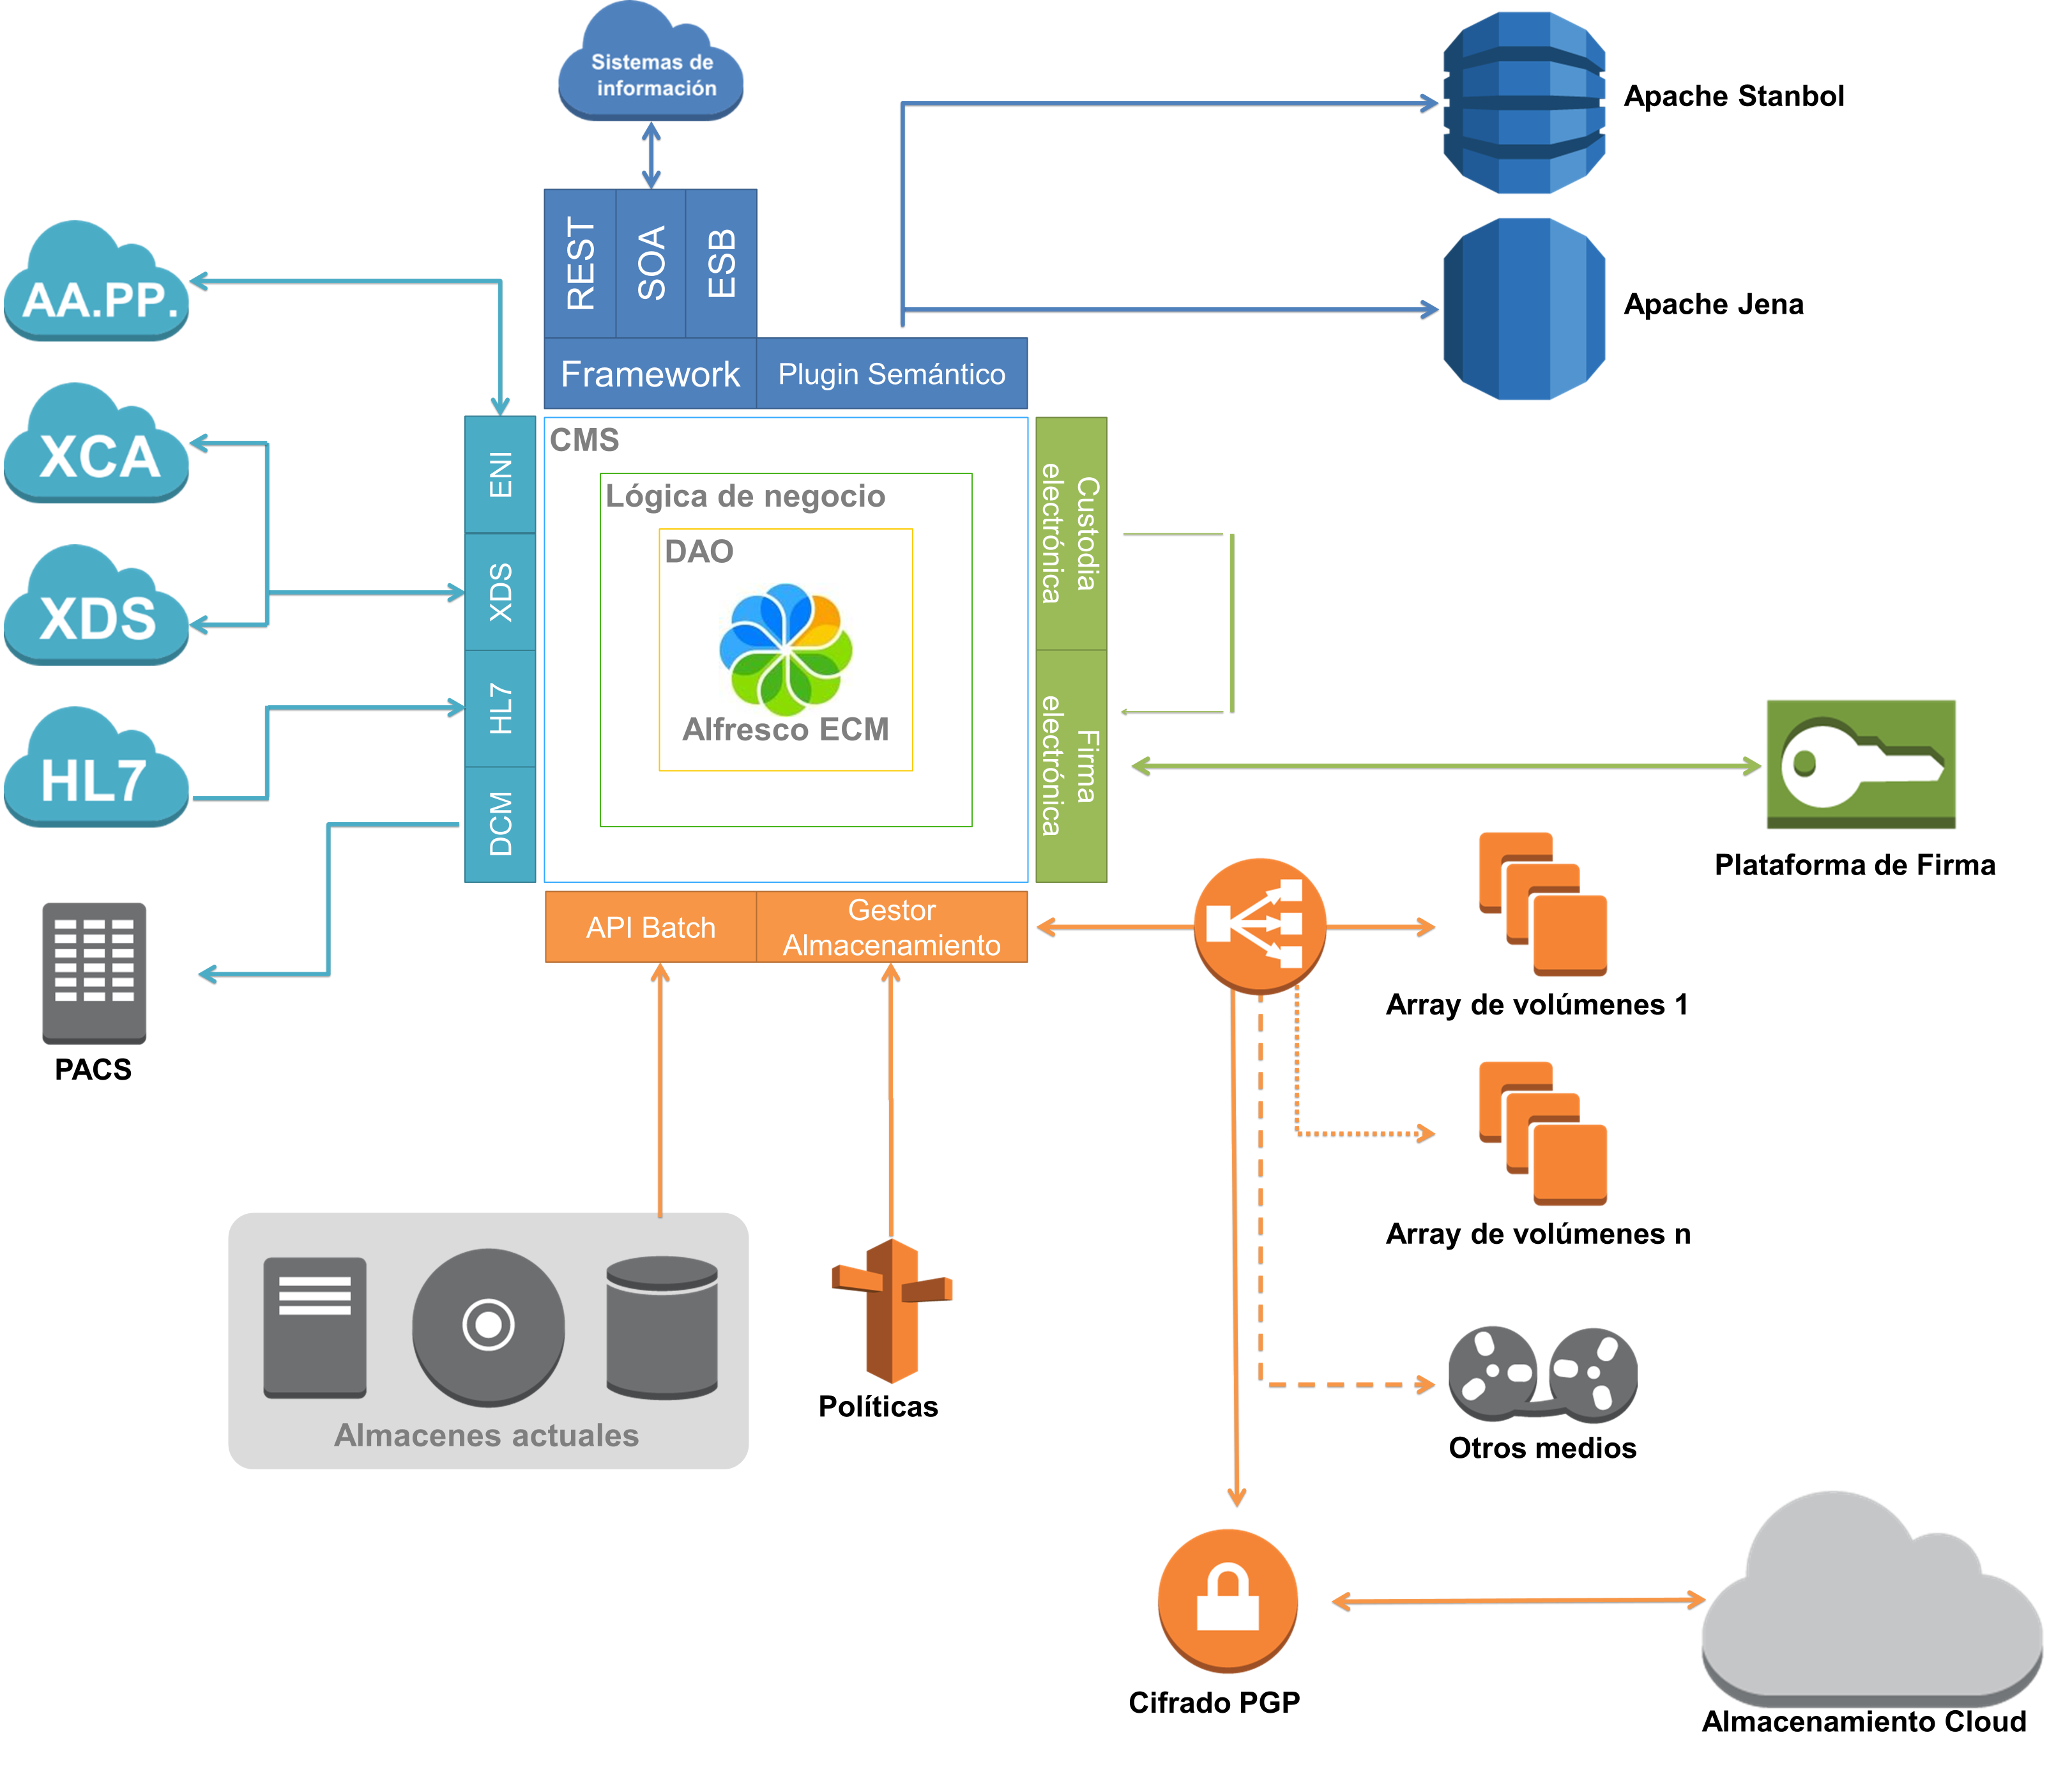 Sistemas de
información
Apache Stanbol
REST
SOA
ESB
AA.PP.
Apache Jena
Framework
Plugin Semántico
XCA
XDS
HL7
ENI
XDS
HL7
DCM
CMS
Lógica de negocio
DAO
Alfresco ECM
Custodia
electrónica
Firma
electrónica
Plataforma de Firma
API Batch
Gestor
Almacenamiento
Array de volúmenes 1
PACS
Array de volúmenes n
Políticas
Almacenes actuales
Otros medios
Cifrado PGP
Almacenamiento Cloud